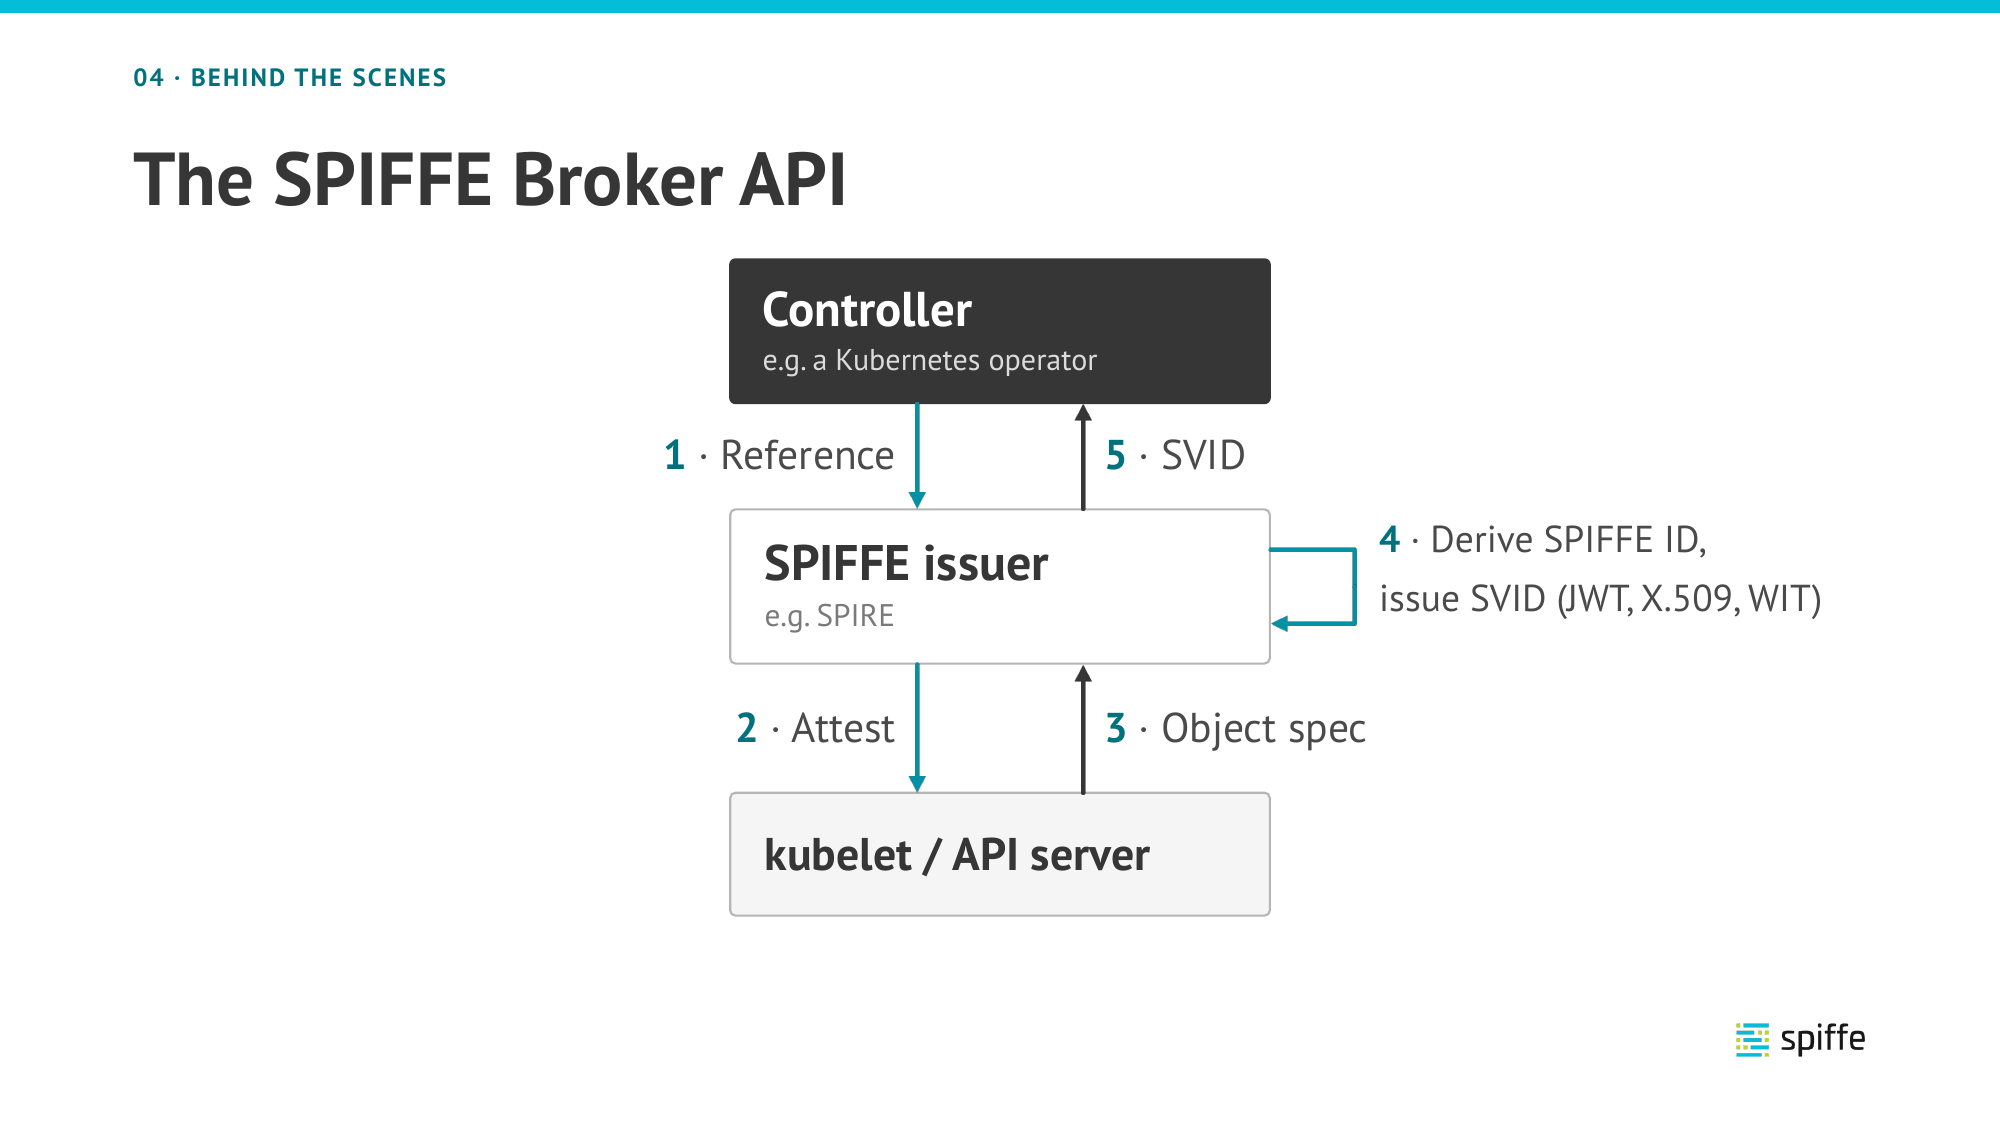 04 · BEHIND THE SCENES
The SPIFFE Broker API
Controller
e.g. a Kubernetes operator
1 · Reference
5 · SVID
SPIFFE issuer
e.g. SPIRE
4 · Derive SPIFFE ID,
issue SVID (JWT, X.509, WIT)
2 · Attest
3 · Object spec
kubelet / API server
spiffe